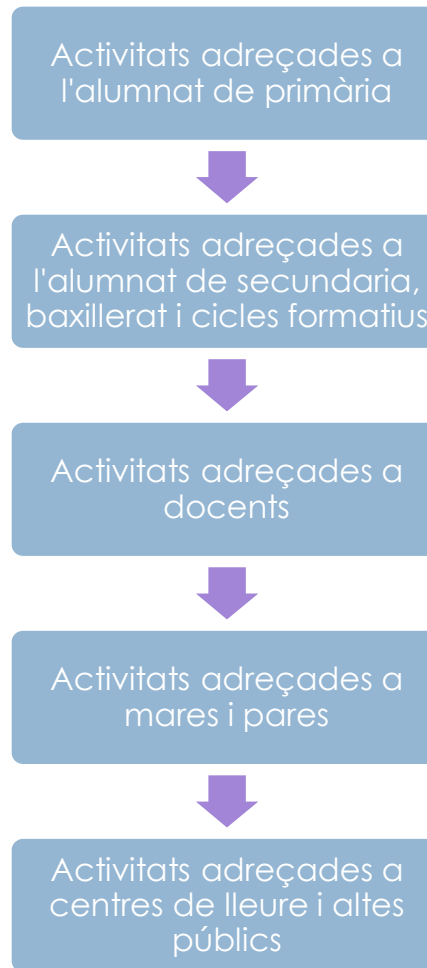 Activitats adreçades a
l'alumnat de primària
Activitats adreçades a
l'alumnat de secundaria,
baxillerat i cicles formatius
Activitats adreçades a
docents
Activitats adreçades a
mares i pares
Activitats adreçades a
centres de lleure i altes
públics